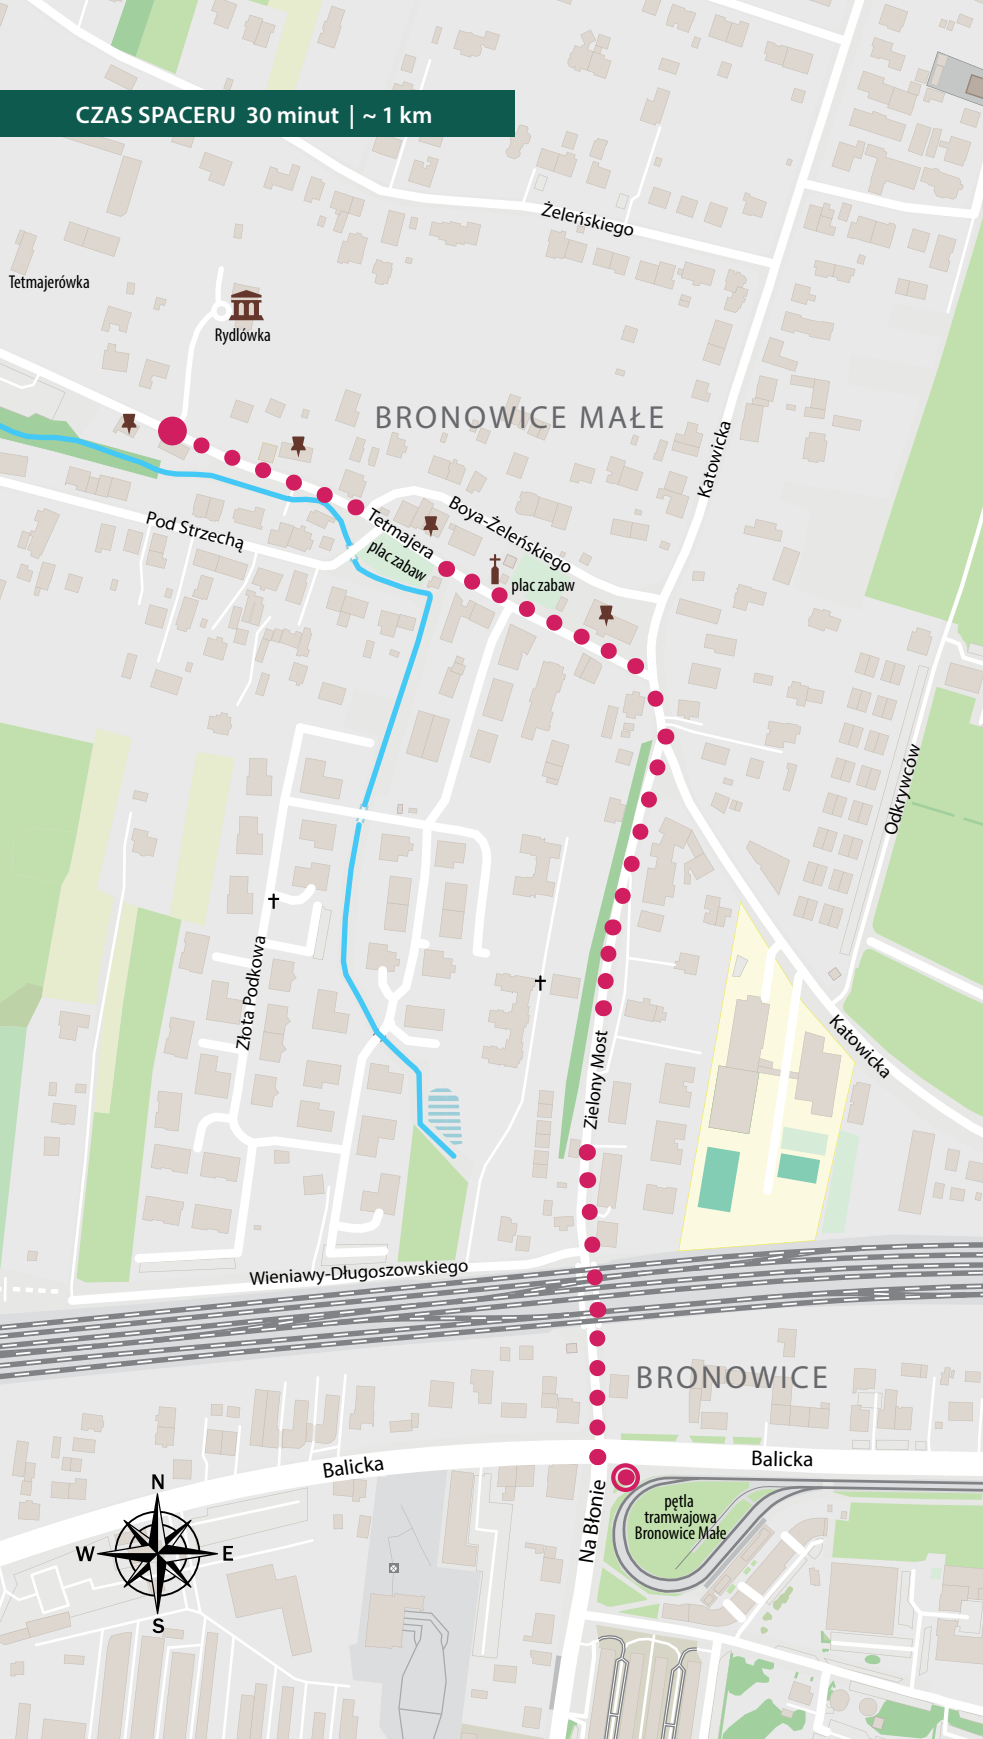 CZAS SPACERU 30 minut | ~ 1 km
Żeleńskiego
Tetmajerówka
Rydlówka
BRONOWICE MAŁE
Katowicka
Boya-Żeleńskiego
Pod Strzechą
Tetmajera
plac zabaw
plac zabaw
Odkrywców
Złota Podkowa
Zielony Most
Katowicka
Wieniawy-Długoszowskiego
BRONOWICE
Balicka
Balicka
Na Błonie
pętla
tramwajowa
Bronowice Małe
N
W
E
S